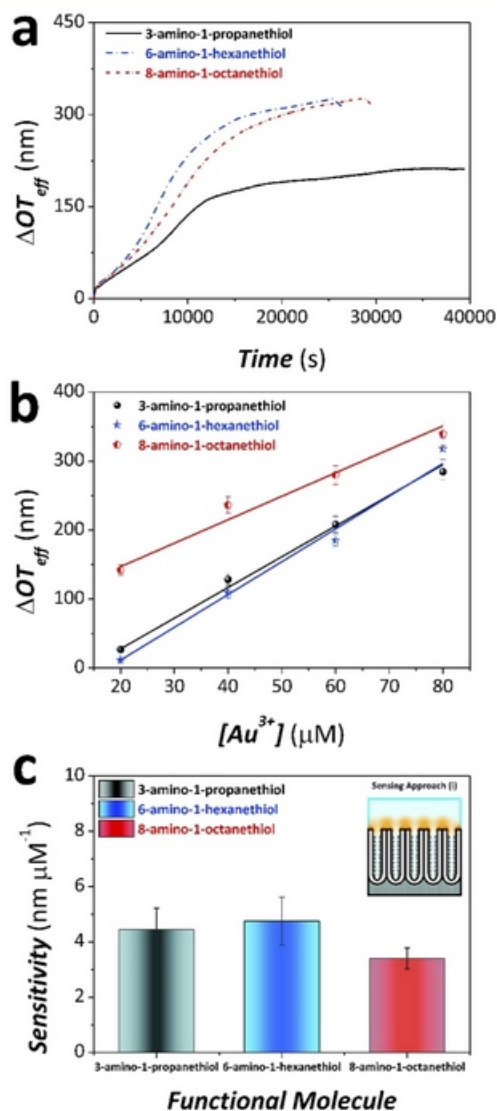 a
3-amino-1-propanethiol
6-amino-1-hexanethiol
8-amino-1-octanethiol
450
300
150
0
ΔOT_eff (nm)
0 10000 20000 30000 40000
Time (s)
b
3-amino-1-propanethiol
6-amino-1-hexanethiol
8-amino-1-octanethiol
400
300
200
100
0
ΔOT_eff (nm)
20 30 40 50 60 70 80
[Au³⁺] (μM)
c
3-amino-1-propanethiol
6-amino-1-hexanethiol
8-amino-1-octanethiol
Sensing Approach (i)
10
8
6
4
2
0
Sensitivity (nm μM⁻¹)
3-amino-1-propanethiol 6-amino-1-hexanethiol 8-amino-1-octanethiol
Functional Molecule